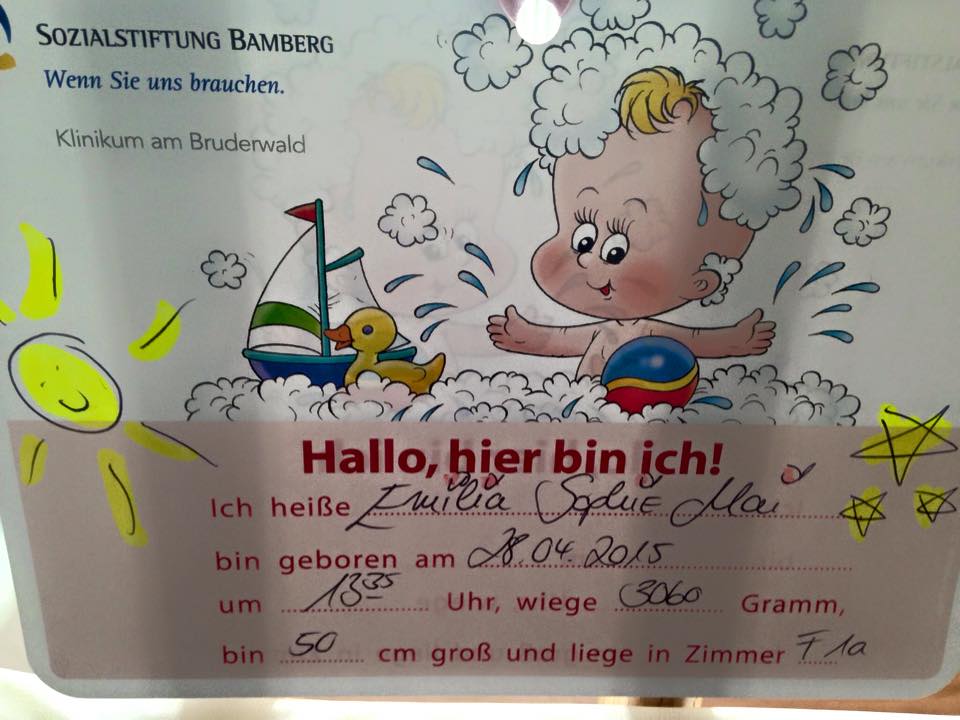 SOZIALSTIFTUNG BAMBERG
Wenn Sie uns brauchen.
Klinikum am Bruderwald
Hallo, hier bin ich!
Ich heiße Emilia Sophie Mai
bin geboren am 28.04.2015
um 13 35 Uhr, wiege 3060 Gramm,
bin 50 cm groß und liege in Zimmer F 1a